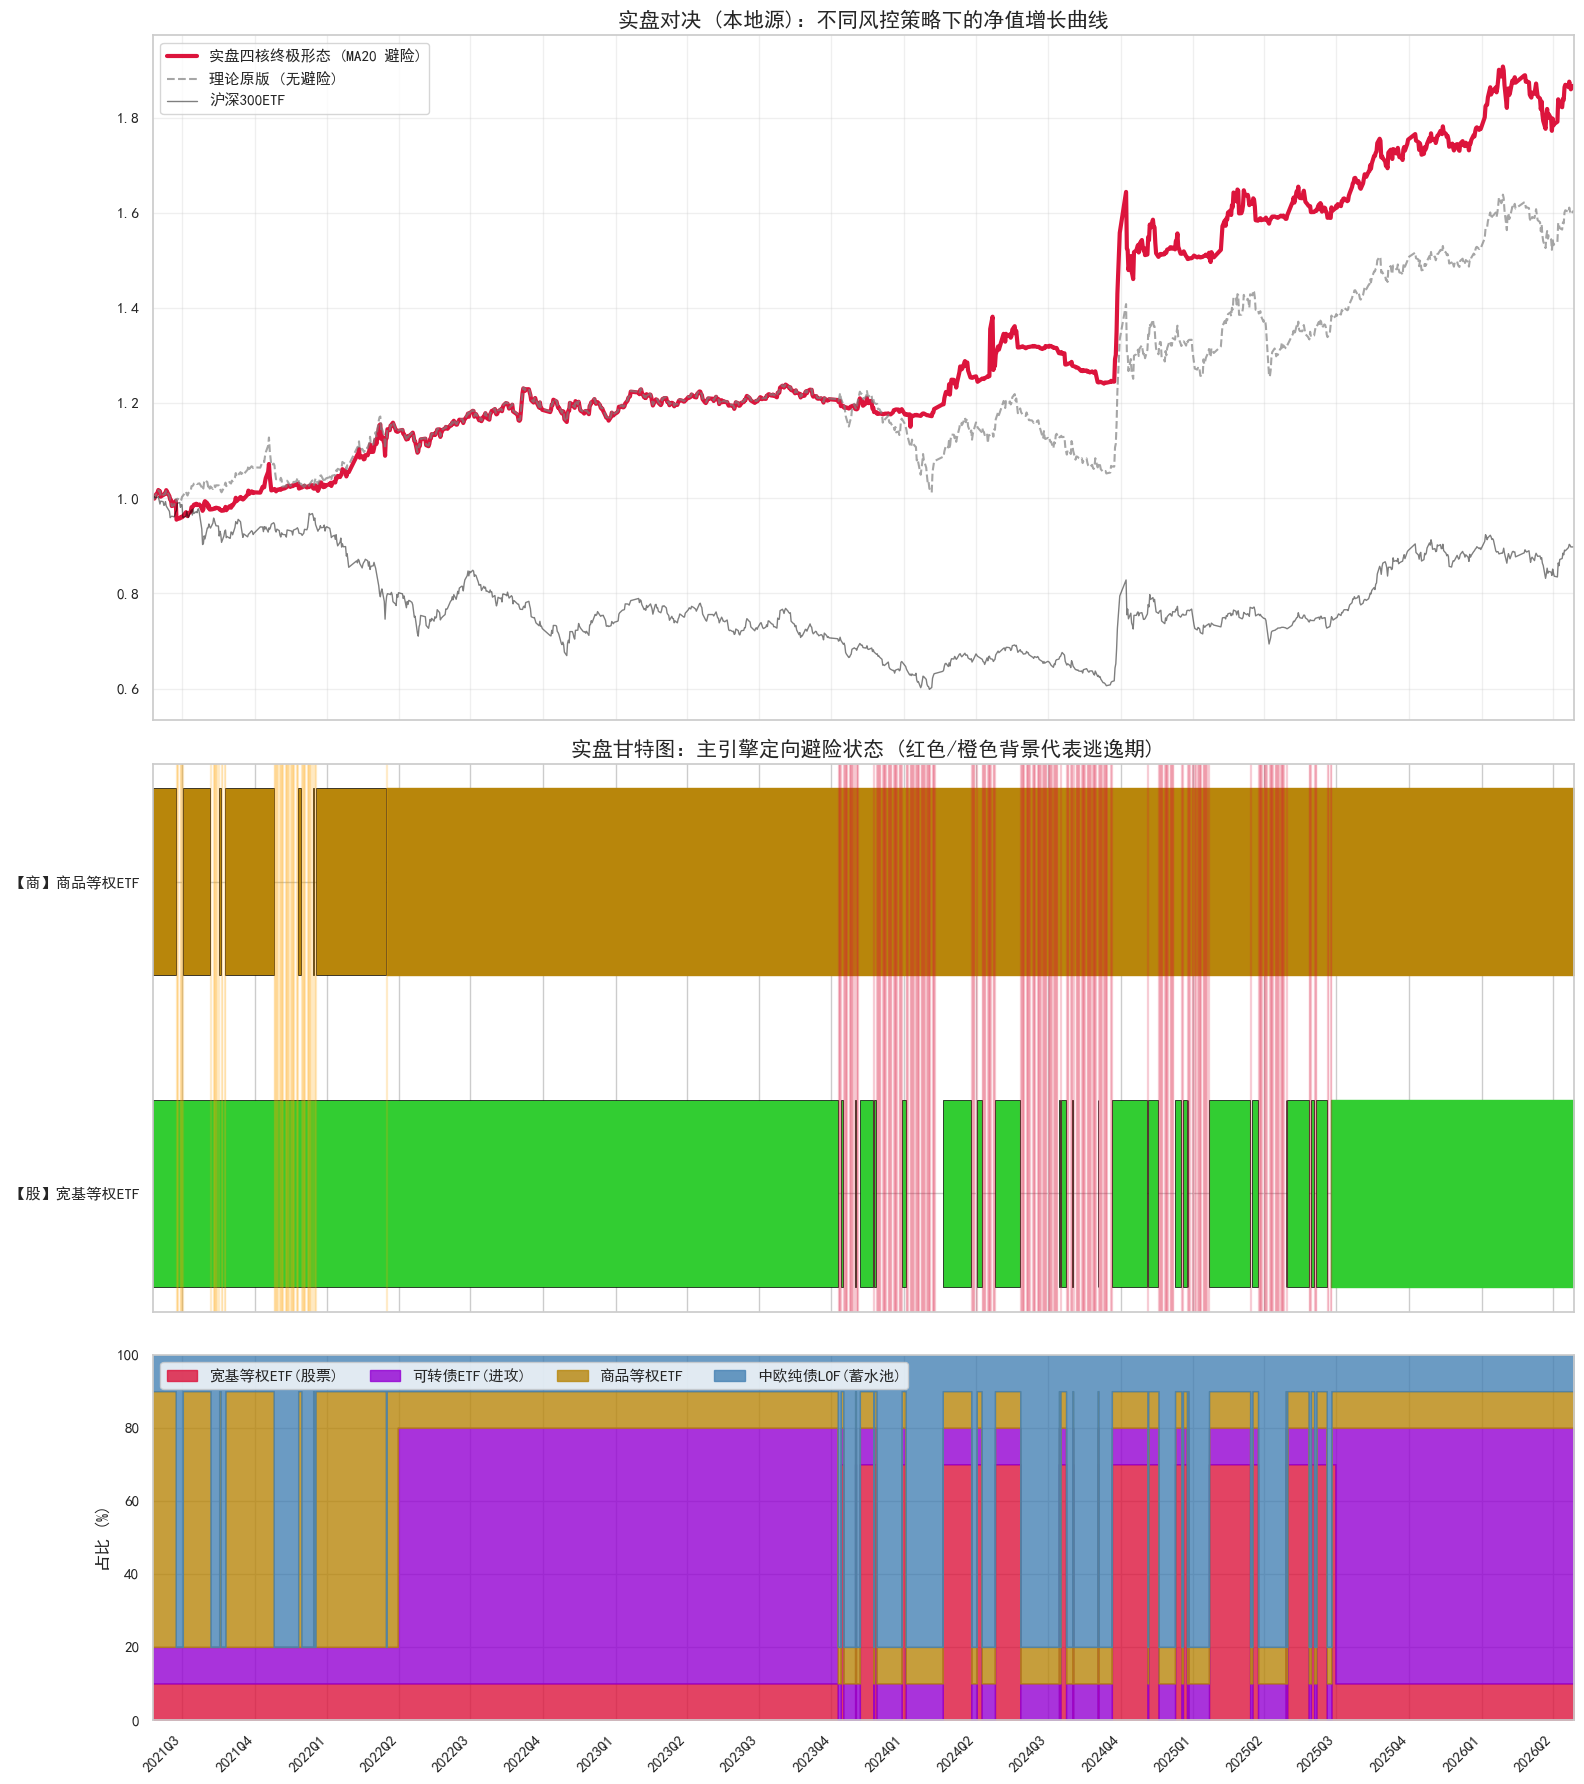 实盘对决 (本地源): 不同风控策略下的净值增长曲线
实盘四核终极形态 (MA20 避险)
理论原版 (无避险)
沪深300ETF
1.8
1.6
1.4
1.2
1.0
0.8
0.6
实盘甘特图: 主引擎定向避险状态 (红色/橙色背景代表逃逸期)
【商】商品等权ETF
【股】宽基等权ETF
宽基等权ETF(股票)
可转债ETF(进攻)
商品等权ETF
中欧纯债LOF(蓄水池)
占比 (%)
100
80
60
40
20
0
2021Q3
2021Q4
2022Q1
2022Q2
2022Q3
2022Q4
2023Q1
2023Q2
2023Q3
2023Q4
2024Q1
2024Q2
2024Q3
2024Q4
2025Q1
2025Q2
2025Q3
2025Q4
2026Q1
2026Q2